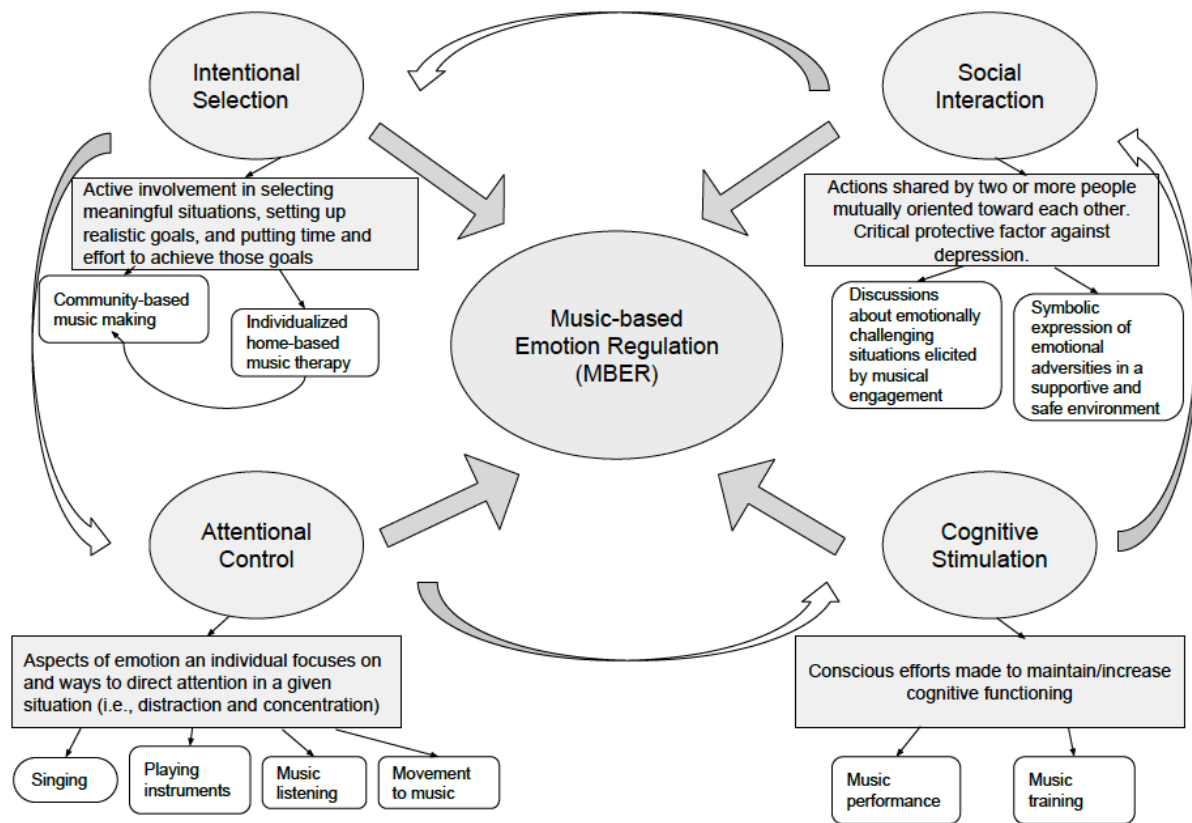 Intentional
Selection
Social
Interaction
Active involvement in selecting
meaningful situations, setting up
realistic goals, and putting time and
effort to achieve those goals
Actions shared by two or more people
mutually oriented toward each other.
Critical protective factor against
depression.
Community-based
music making
Individualized
home-based
music therapy
Music-based
Emotion Regulation
(MBER)
Discussions
about emotionally
challenging
situations elicited
by musical
engagement
Symbolic
expression of
emotional
adversities in a
supportive and
safe environment
Attentional
Control
Cognitive
Stimulation
Aspects of emotion an individual focuses on
and ways to direct attention in a given
situation (i.e., distraction and concentration)
Conscious efforts made to maintain/increase
cognitive functioning
Singing
Playing
instruments
Music
listening
Movement
to music
Music
performance
Music
training